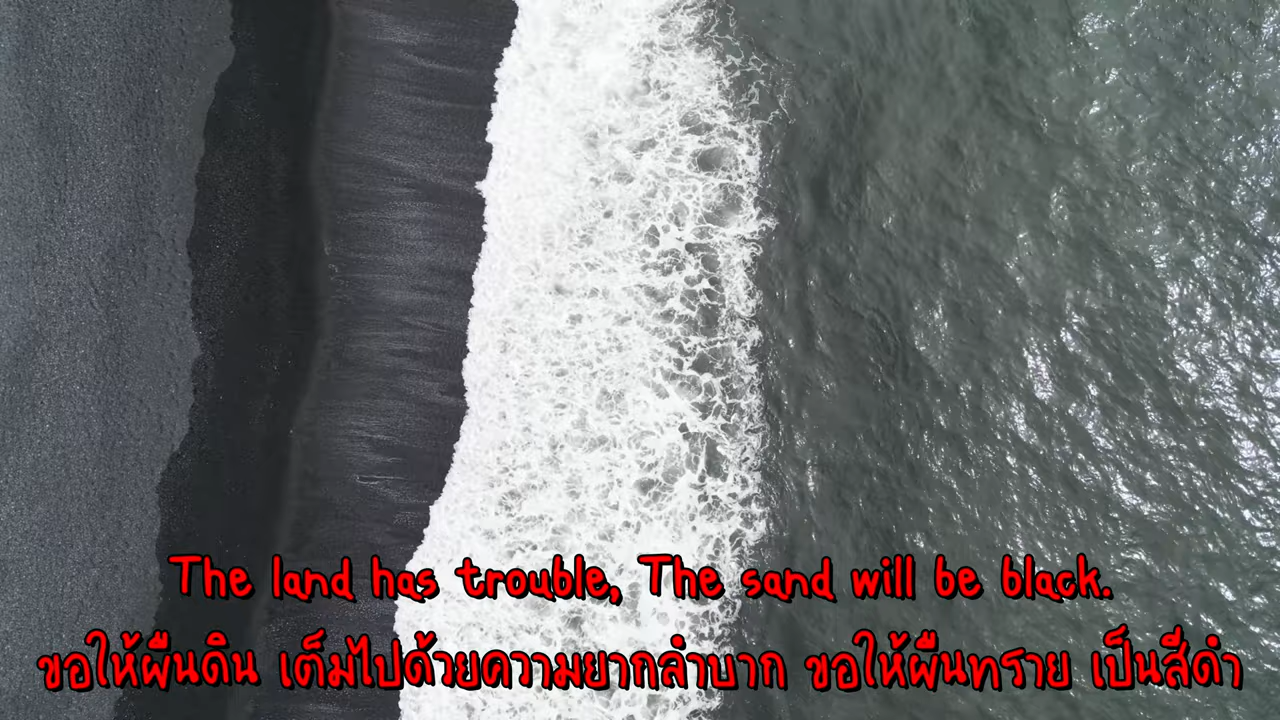 The land has trouble, The sand will be black.
ขอให้ผืนดิน เต็มไปด้วยความยากลำบาก ขอให้ผืนทราย เป็นสีดำ